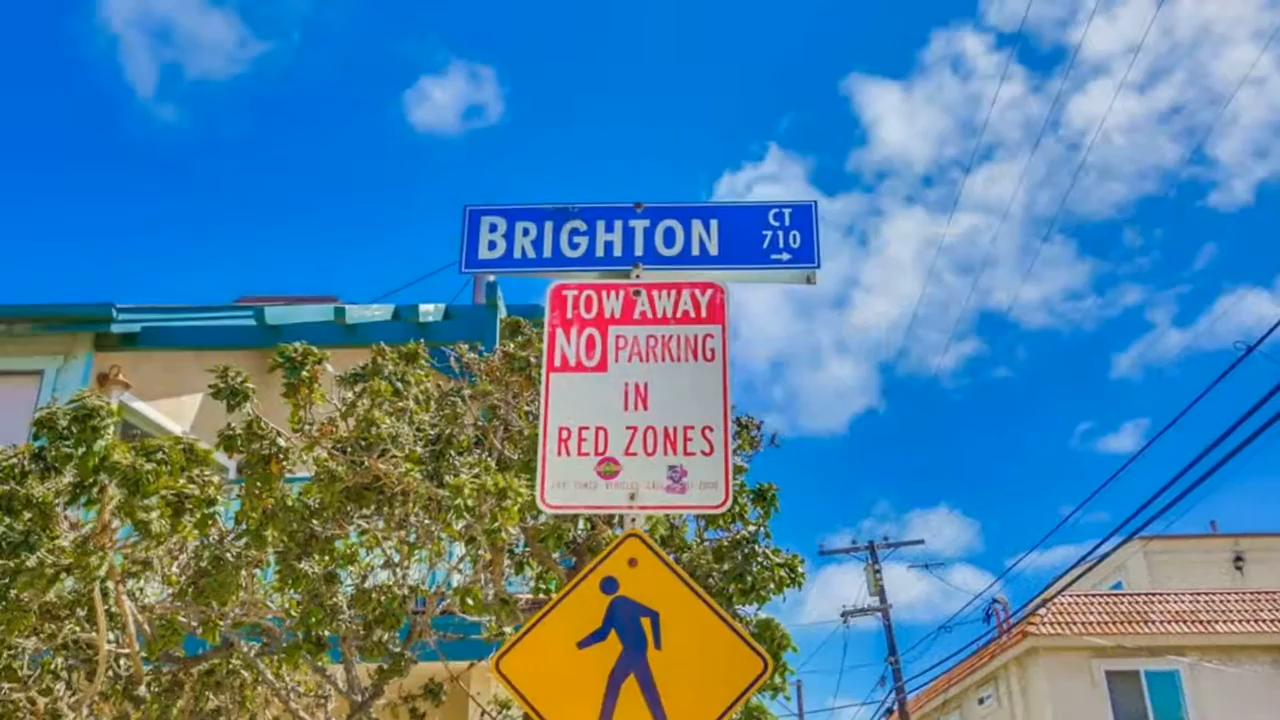 BRIGHTON CT
710
TOW AWAY
NO PARKING
IN
RED ZONES